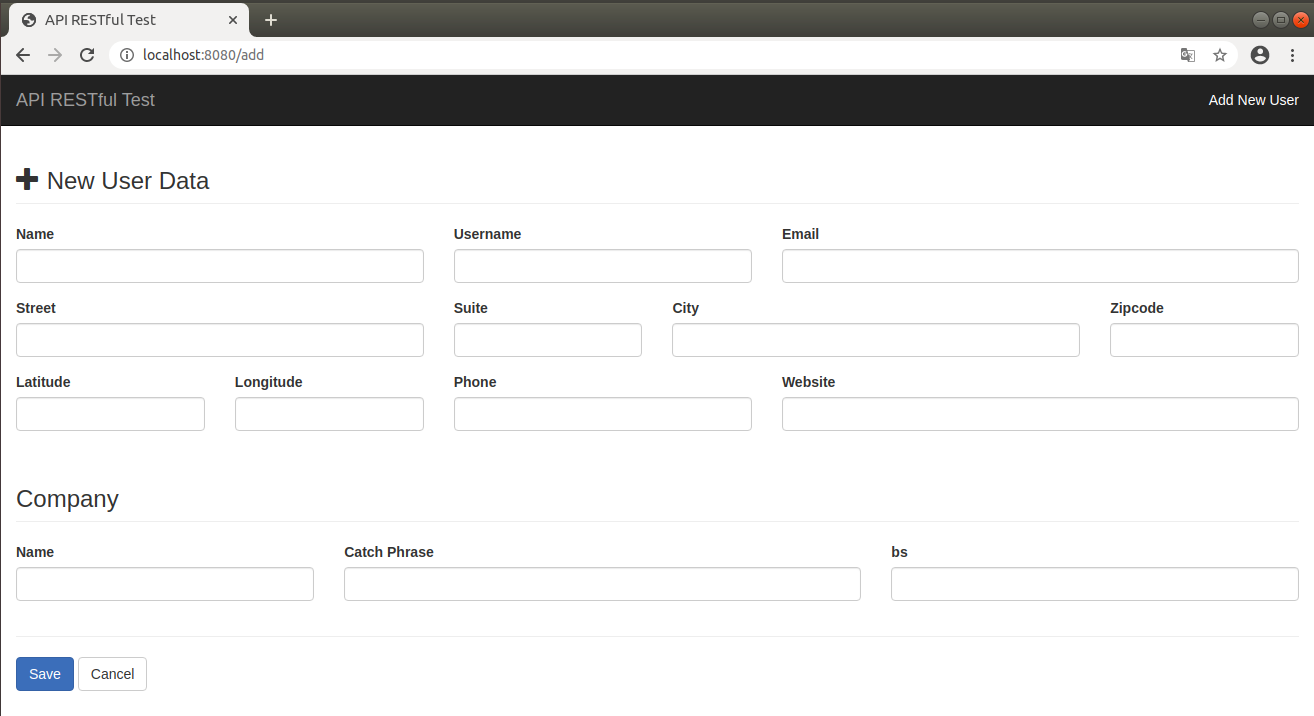 API RESTful Test
localhost:8080/add
API RESTful Test Add New User
New User Data
Name Username Email
Street Suite City Zipcode
Latitude Longitude Phone Website
Company
Name Catch Phrase bs
Save Cancel